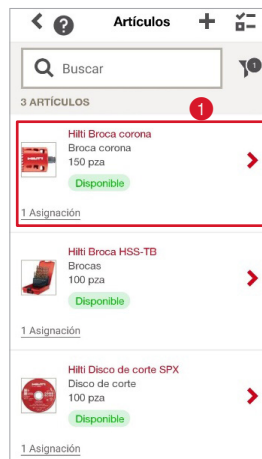 Artículos
Buscar
1
3 ARTÍCULOS
1
Hilti Broca corona
Broca corona
150 pza
Disponible
1 Asignación
Hilti Broca HSS-TB
Brocas
100 pza
Disponible
1 Asignación
Hilti Disco de corte SPX
Disco de corte
100 pza
Disponible
1 Asignación